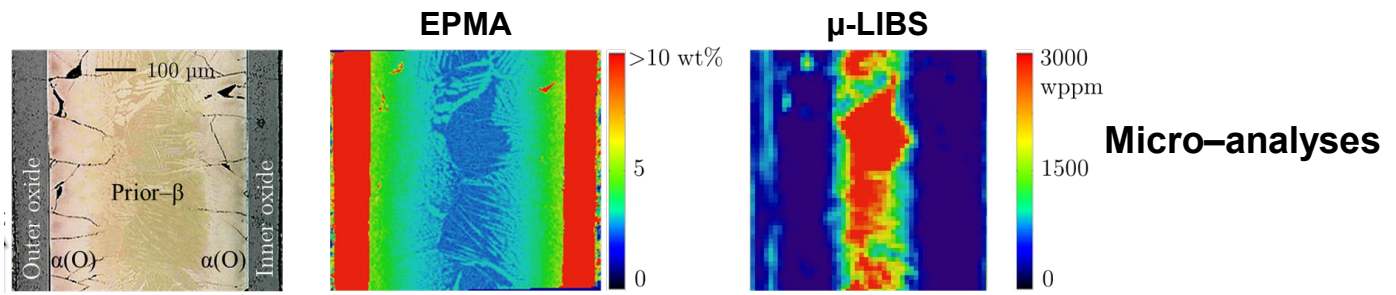 EPMA
μ-LIBS
100 μm
Outer oxide
α(O)
Prior–β
α(O)
Inner oxide
>10 wt%
5
0
3000
wppm
1500
0
Micro–analyses